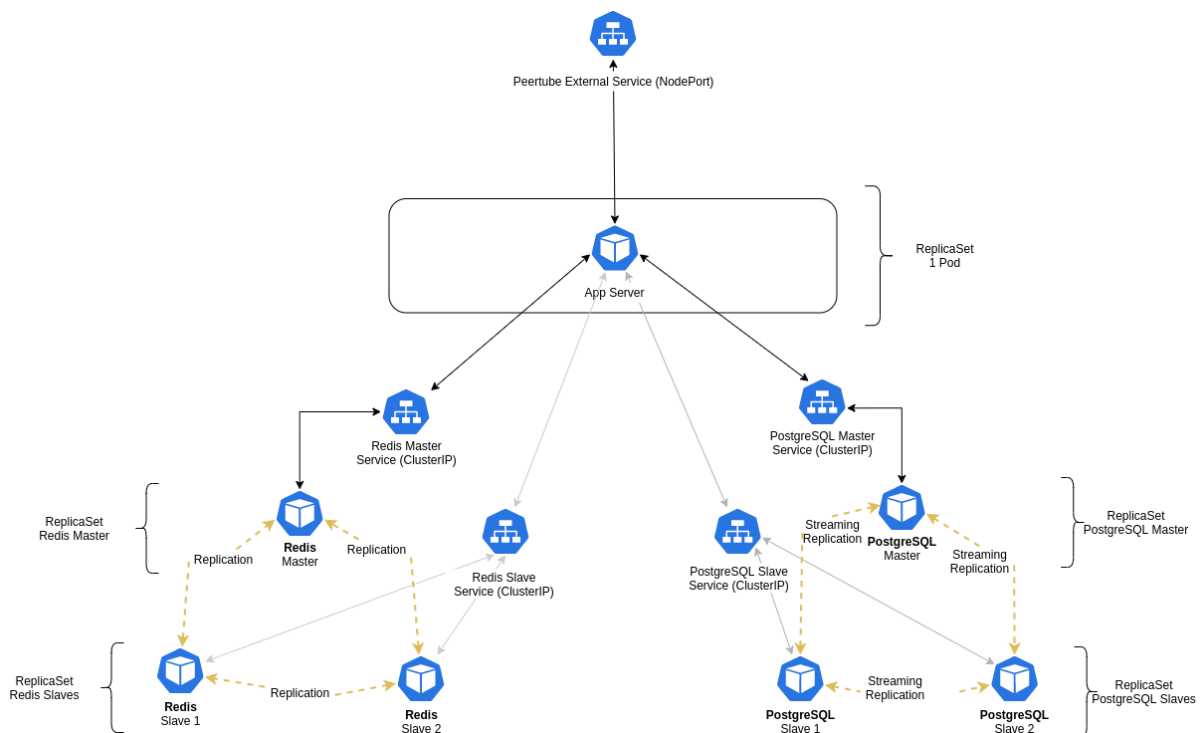 Peertube External Service (NodePort)
ReplicaSet
1 Pod
App Server
Redis Master
Service (ClusterIP)
PostgreSQL Master
Service (ClusterIP)
ReplicaSet
Redis Master
Redis
Master
Replication
Replication
Redis Slave
Service (ClusterIP)
PostgreSQL Slave
Service (ClusterIP)
Streaming
Replication
PostgreSQL
Master
Streaming
Replication
ReplicaSet
PostgreSQL Master
ReplicaSet
Redis Slaves
Redis
Slave 1
Replication
Redis
Slave 2
PostgreSQL
Slave 1
Streaming
Replication
PostgreSQL
Slave 2
ReplicaSet
PostgreSQL Slaves